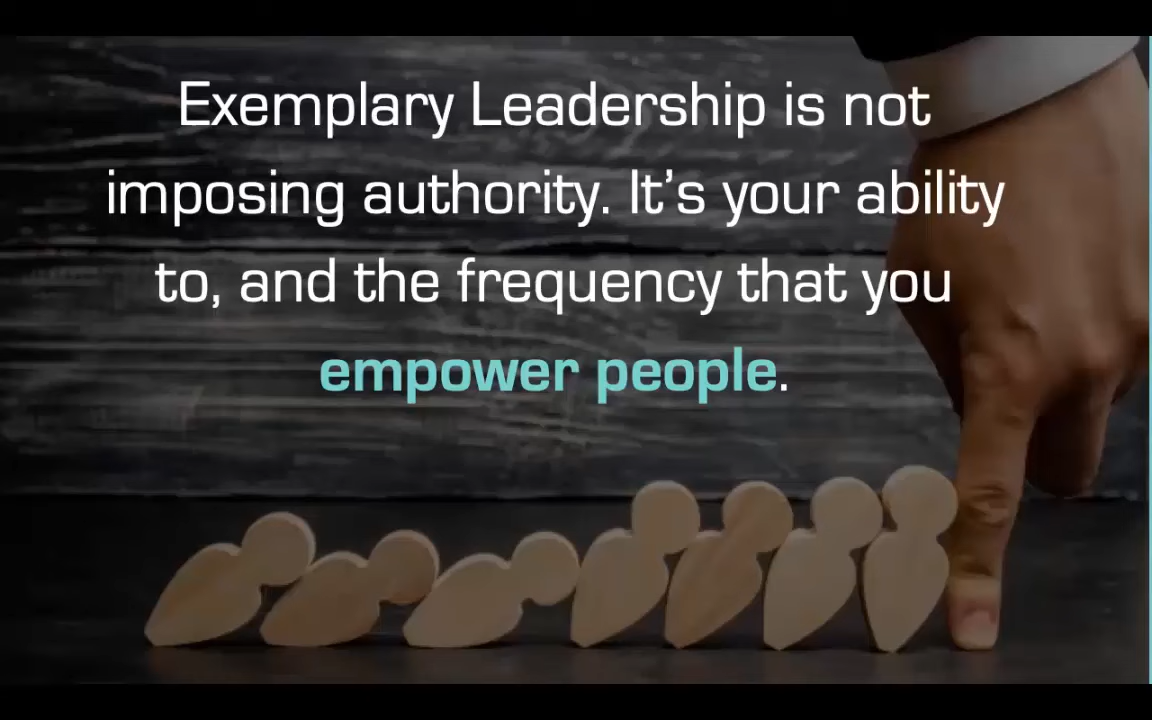 Exemplary Leadership is not
imposing authority. It’s your ability
to, and the frequency that you
empower people.